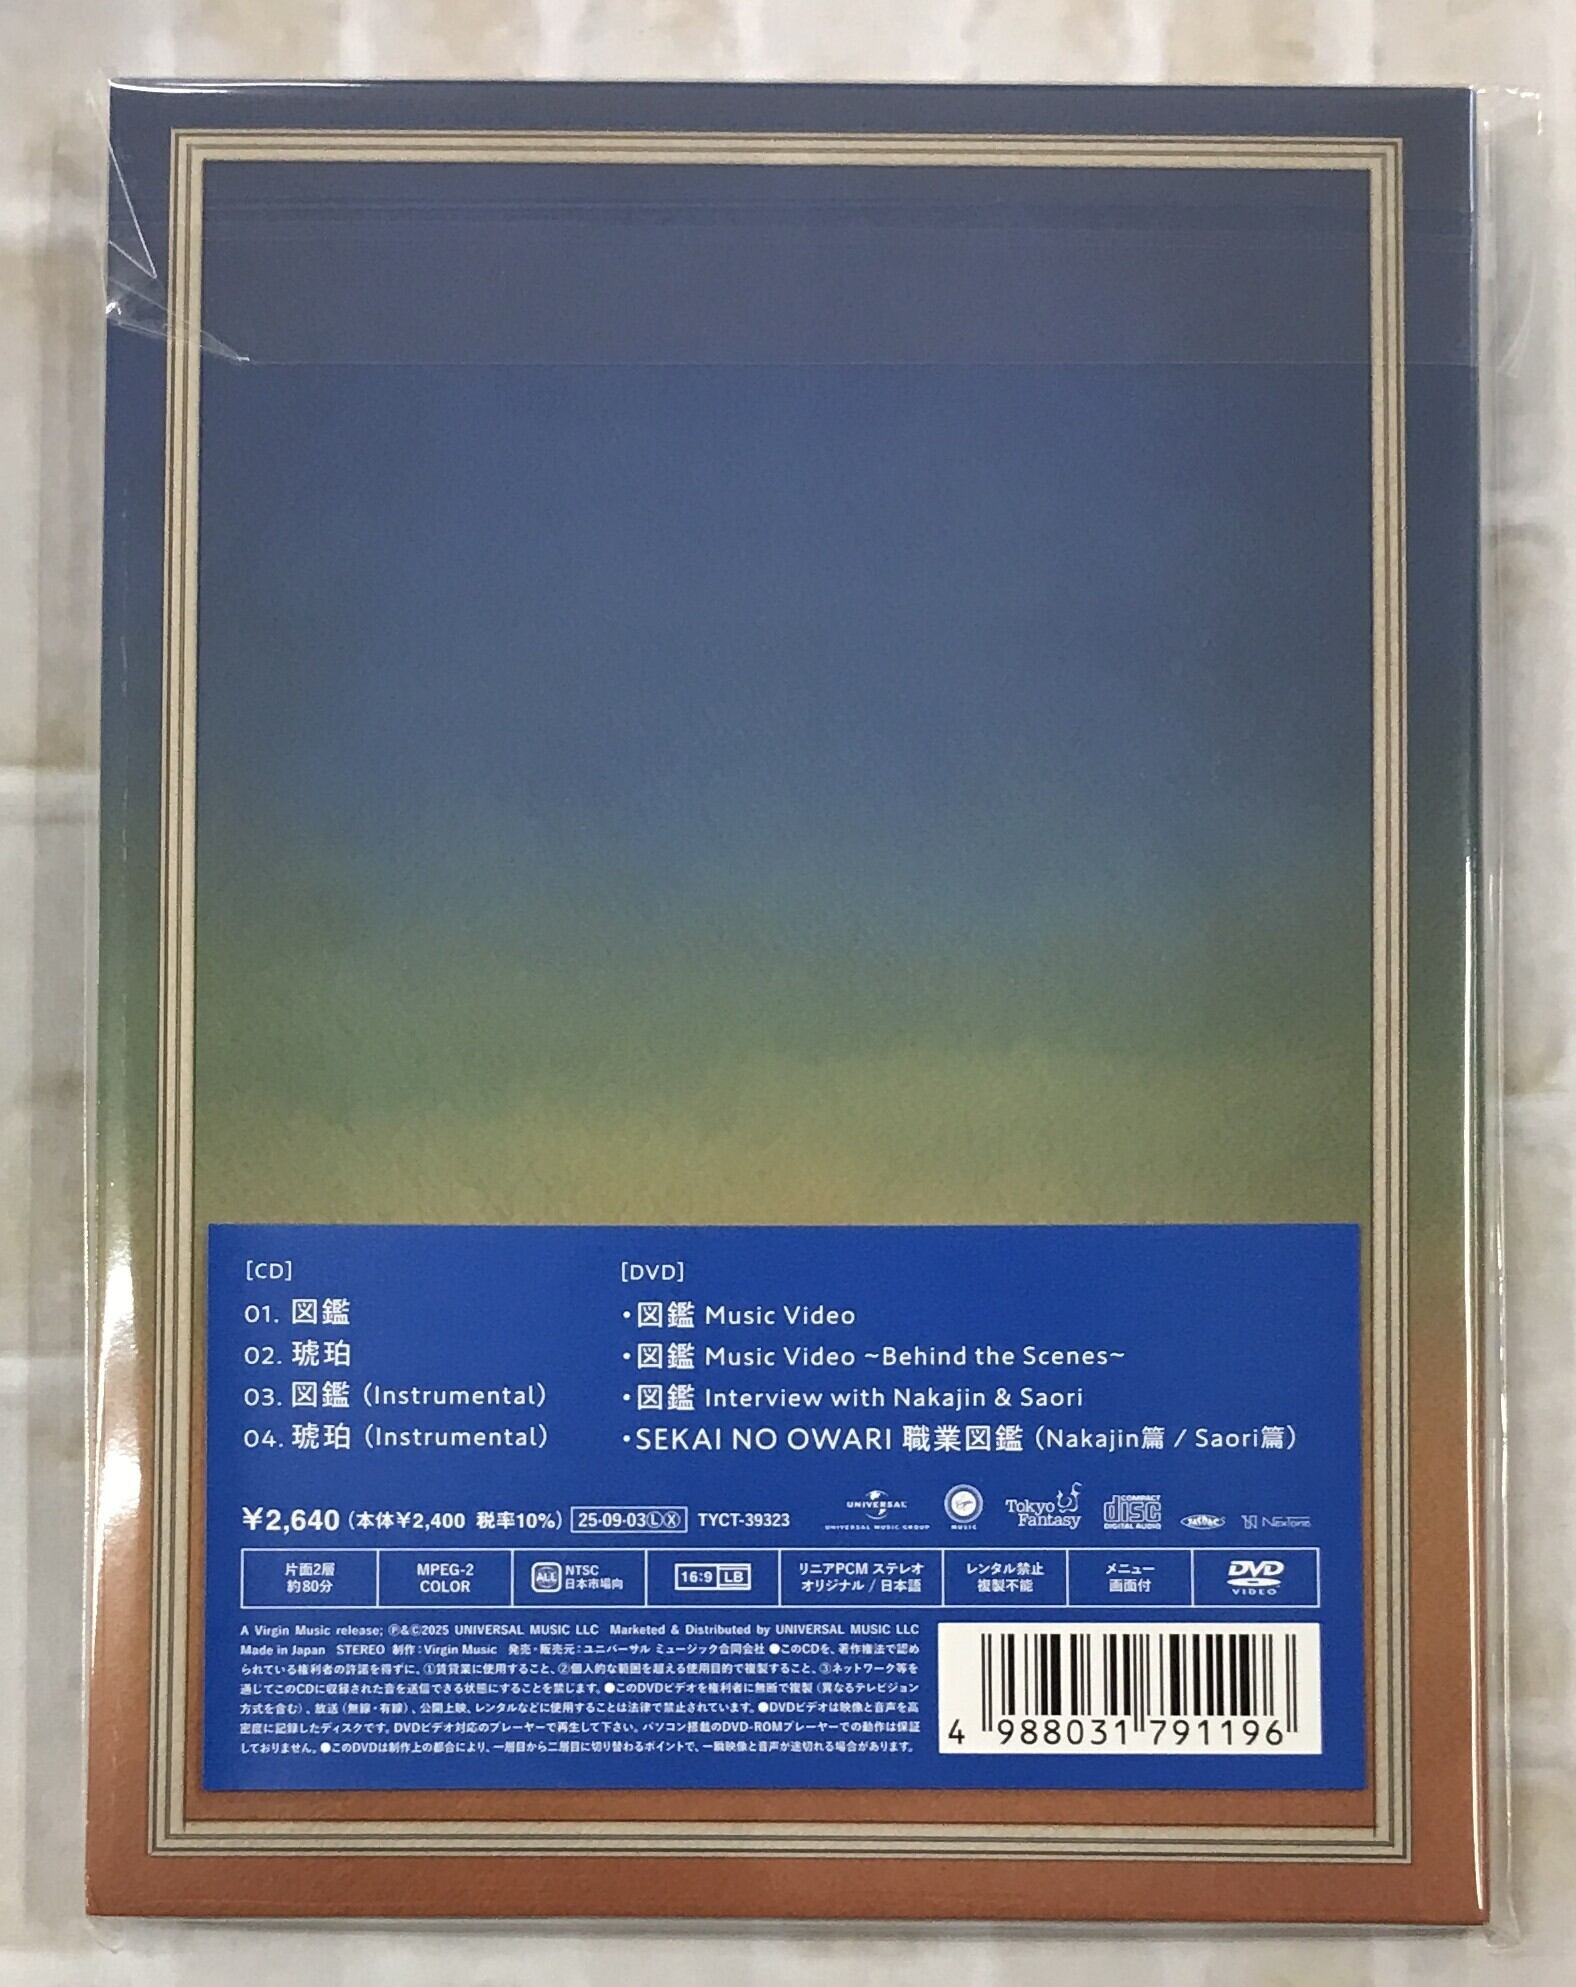 [CD]
01. 図鑑
02. 琥珀
03. 図鑑（Instrumental）
04. 琥珀（Instrumental）
[DVD]
・図鑑 Music Video
・図鑑 Music Video ~Behind the Scenes~
・図鑑 Interview with Nakajin & Saori
・SEKAI NO OWARI 職業図鑑（Nakajin篇 / Saori篇）
¥2,640（本体¥2,400 税率10%） 25・09・03ⓁⓍ TYCT-39323
UNIVERSAL
UNIVERSAL MUSIC GROUP
MUSIC
Tokyo
Fantasy
COMPACT
disc
DIGITAL AUDIO
JASRAC
NexTone
片面2層
約80分
MPEG-2
COLOR
ALL
NTSC
日本市場向
16:9 LB
リニアPCM ステレオ
オリジナル / 日本語
レンタル禁止
複製不能
メニュー
画面付
DVD
VIDEO
A Virgin Music release; Ⓟ&Ⓒ2025 UNIVERSAL MUSIC LLC Marketed & Distributed by UNIVERSAL MUSIC LLC
Made in Japan STEREO 制作：Virgin Music 発売・販売元：ユニバーサル ミュージック合同会社 ●このCDを、著作権法で認め
られている権利者の許諾を得ずに、①賃貸業に使用すること、②個人的な範囲を超える使用目的で複製すること、③ネットワーク等を
通じてこのCDに収録された音を送信できる状態にすることを禁じます。●このDVDビデオを権利者に無断で複製（異なるテレビジョン
方式を含む）、放送（無線・有線）、公開上映、レンタルなどに使用することは法律で禁止されています。●DVDビデオは映像と音声を高
密度に記録したディスクです。DVDビデオ対応のプレーヤーで再生して下さい。パソコン搭載のDVD-ROMプレーヤーでの動作は保証
しておりません。●このDVDは制作上の都合により、一層目から二層目に切り替わるポイントで、一瞬映像と音声が途切れる場合があります。
4 988031 791196